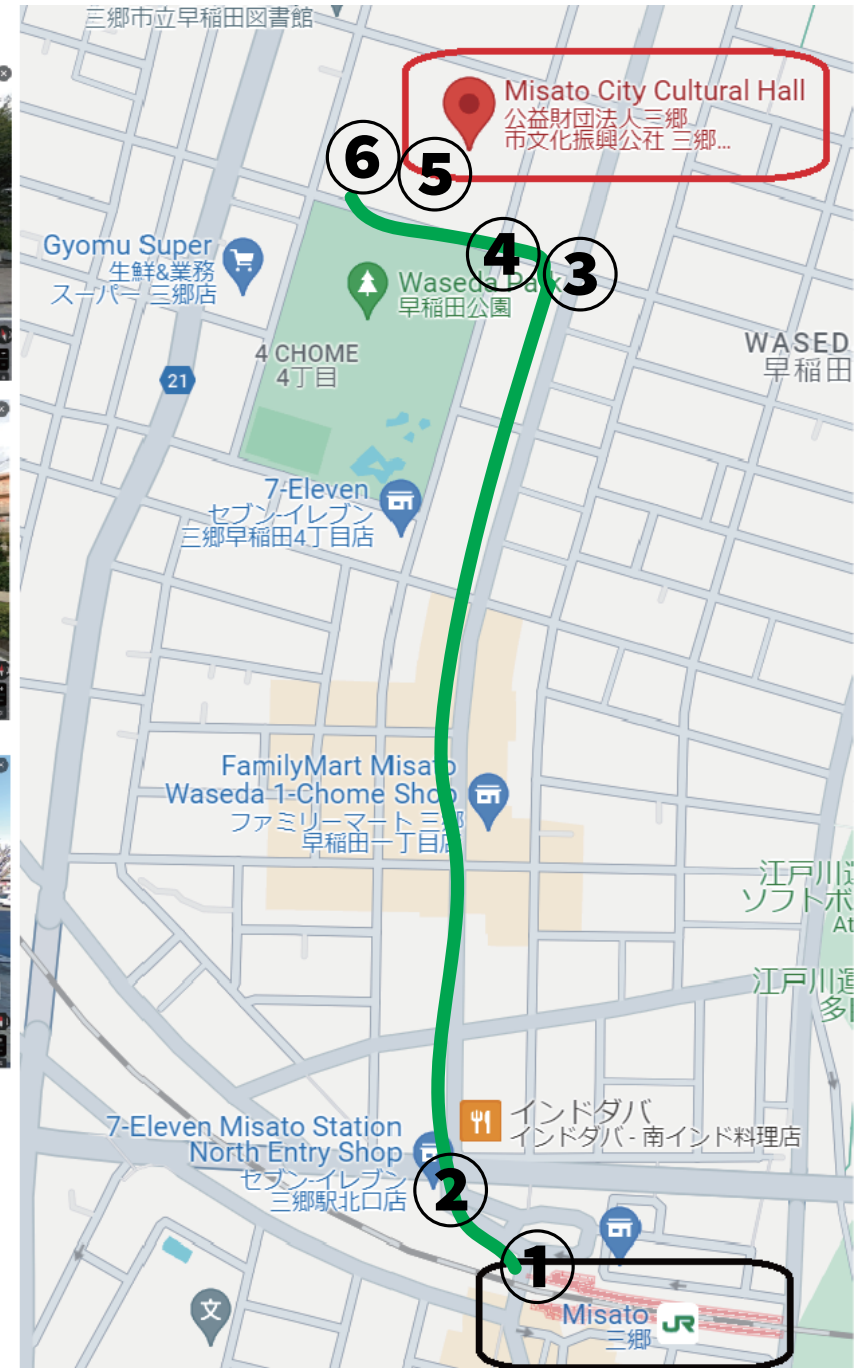 三郷市立早稲田図書館
Misato City Cultural Hall
公益財団法人三郷
市文化振興公社 三郷...
6
5
4
3
Gyomu Super
生鮮&業務
スーパー 三郷店
Waseda Park
早稲田公園
WASED
早稲田
4 CHOME
4丁目
21
7-Eleven
セブン-イレブン
三郷早稲田4丁目店
FamilyMart Misato
Waseda 1-Chome Shop
ファミリーマート 三郷
早稲田一丁目店
江戸川運
ソフトボ
At
江戸川運
多目
インドダバ
インドダバ - 南インド料理店
7-Eleven Misato Station
North Entry Shop
セブン-イレブン
三郷駅北口店
2
1
文
Misato
三郷
JR